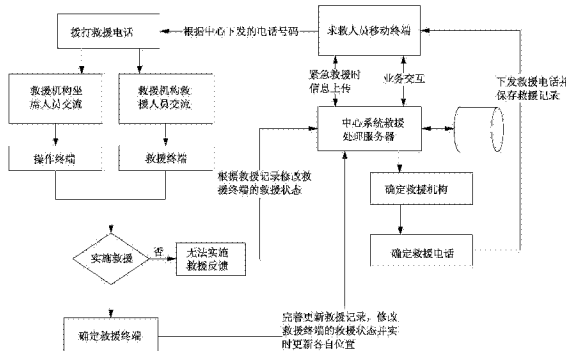 拨打救援电话
根据中心下发的电话号码
求救人员移动终端
救援机构坐
席人员交流
救援机构救
援人员交流
紧急救援时
信息上传
业务交互
下发救援电话并
保存救援记录
中心系统救援
处理服务器
操作终端
救援终端
根据救援记录修改救
援终端的救援状态
确定救援机构
实施救援
否
无法实施
救援反馈
确定救援电话
确定救援终端
完善更新救援记录，修改
救援终端的救援状态并实
时更新各自位置